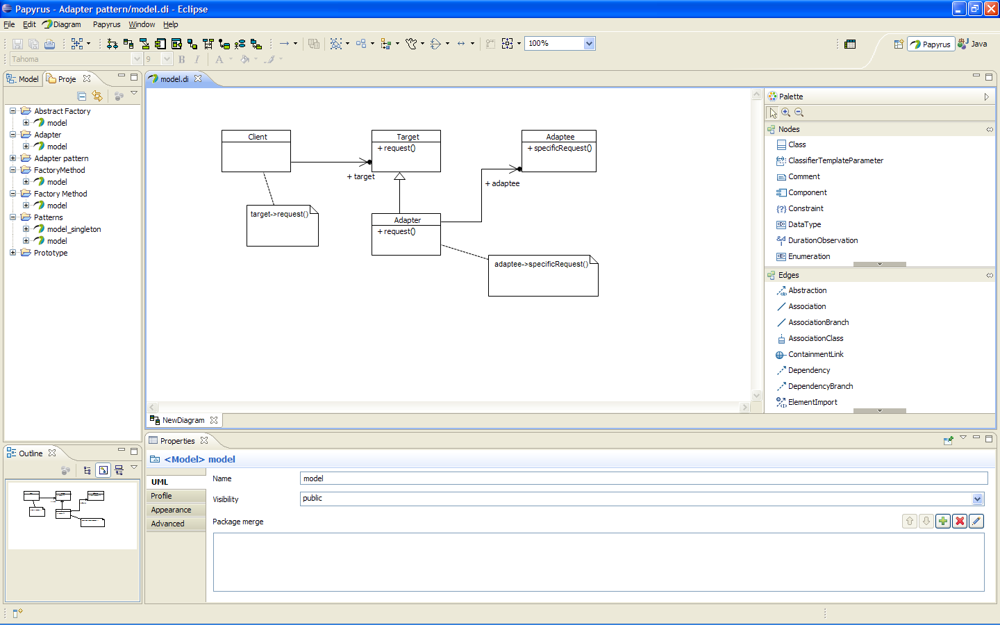 Papyrus - Adapter pattern/model.di - Eclipse
File Edit Diagram Papyrus Window Help
100%
Papyrus Java
Tahoma 9 B I A
Model Proje
Abstract Factory
model
Adapter
model
Adapter pattern
FactoryMethod
model
Factory Method
model
Patterns
model_singleton
model
Prototype
model.di
Client
Target
+ request()
Adaptee
+ specificRequest()
+ target
+ adaptee
target->request()
Adapter
+ request()
adaptee->specificRequest()
NewDiagram
Palette
Nodes
Class
ClassifierTemplateParameter
Comment
Component
{?} Constraint
DataType
DurationObservation
Enumeration
Edges
Abstraction
Association
AssociationBranch
AssociationClass
ContainmentLink
Dependency
DependencyBranch
ElementImport
Outline
Properties
<Model> model
UML
Profile
Appearance
Advanced
Name model
Visibility public
Package merge